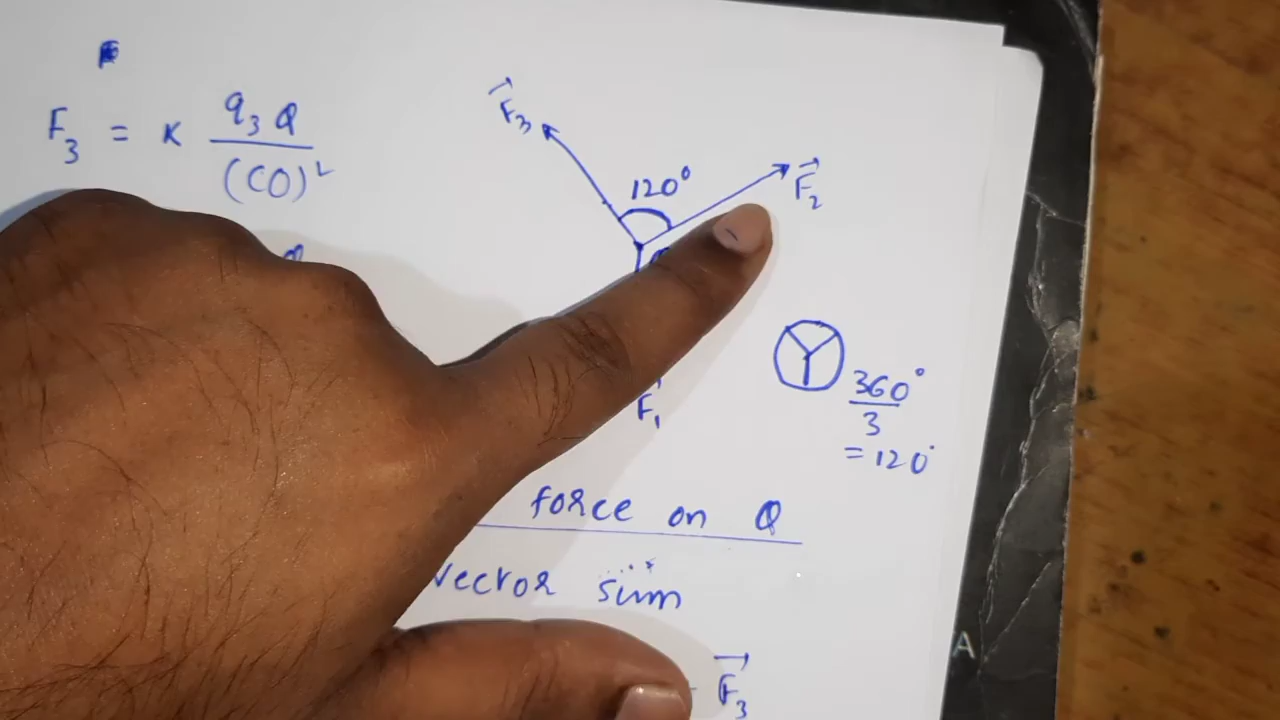 F₃ = K q₃ Q / (CO)²
F₃
120°
F₂
F₁
360° / 3
= 120°
force on Q
vector sum
F₃
A